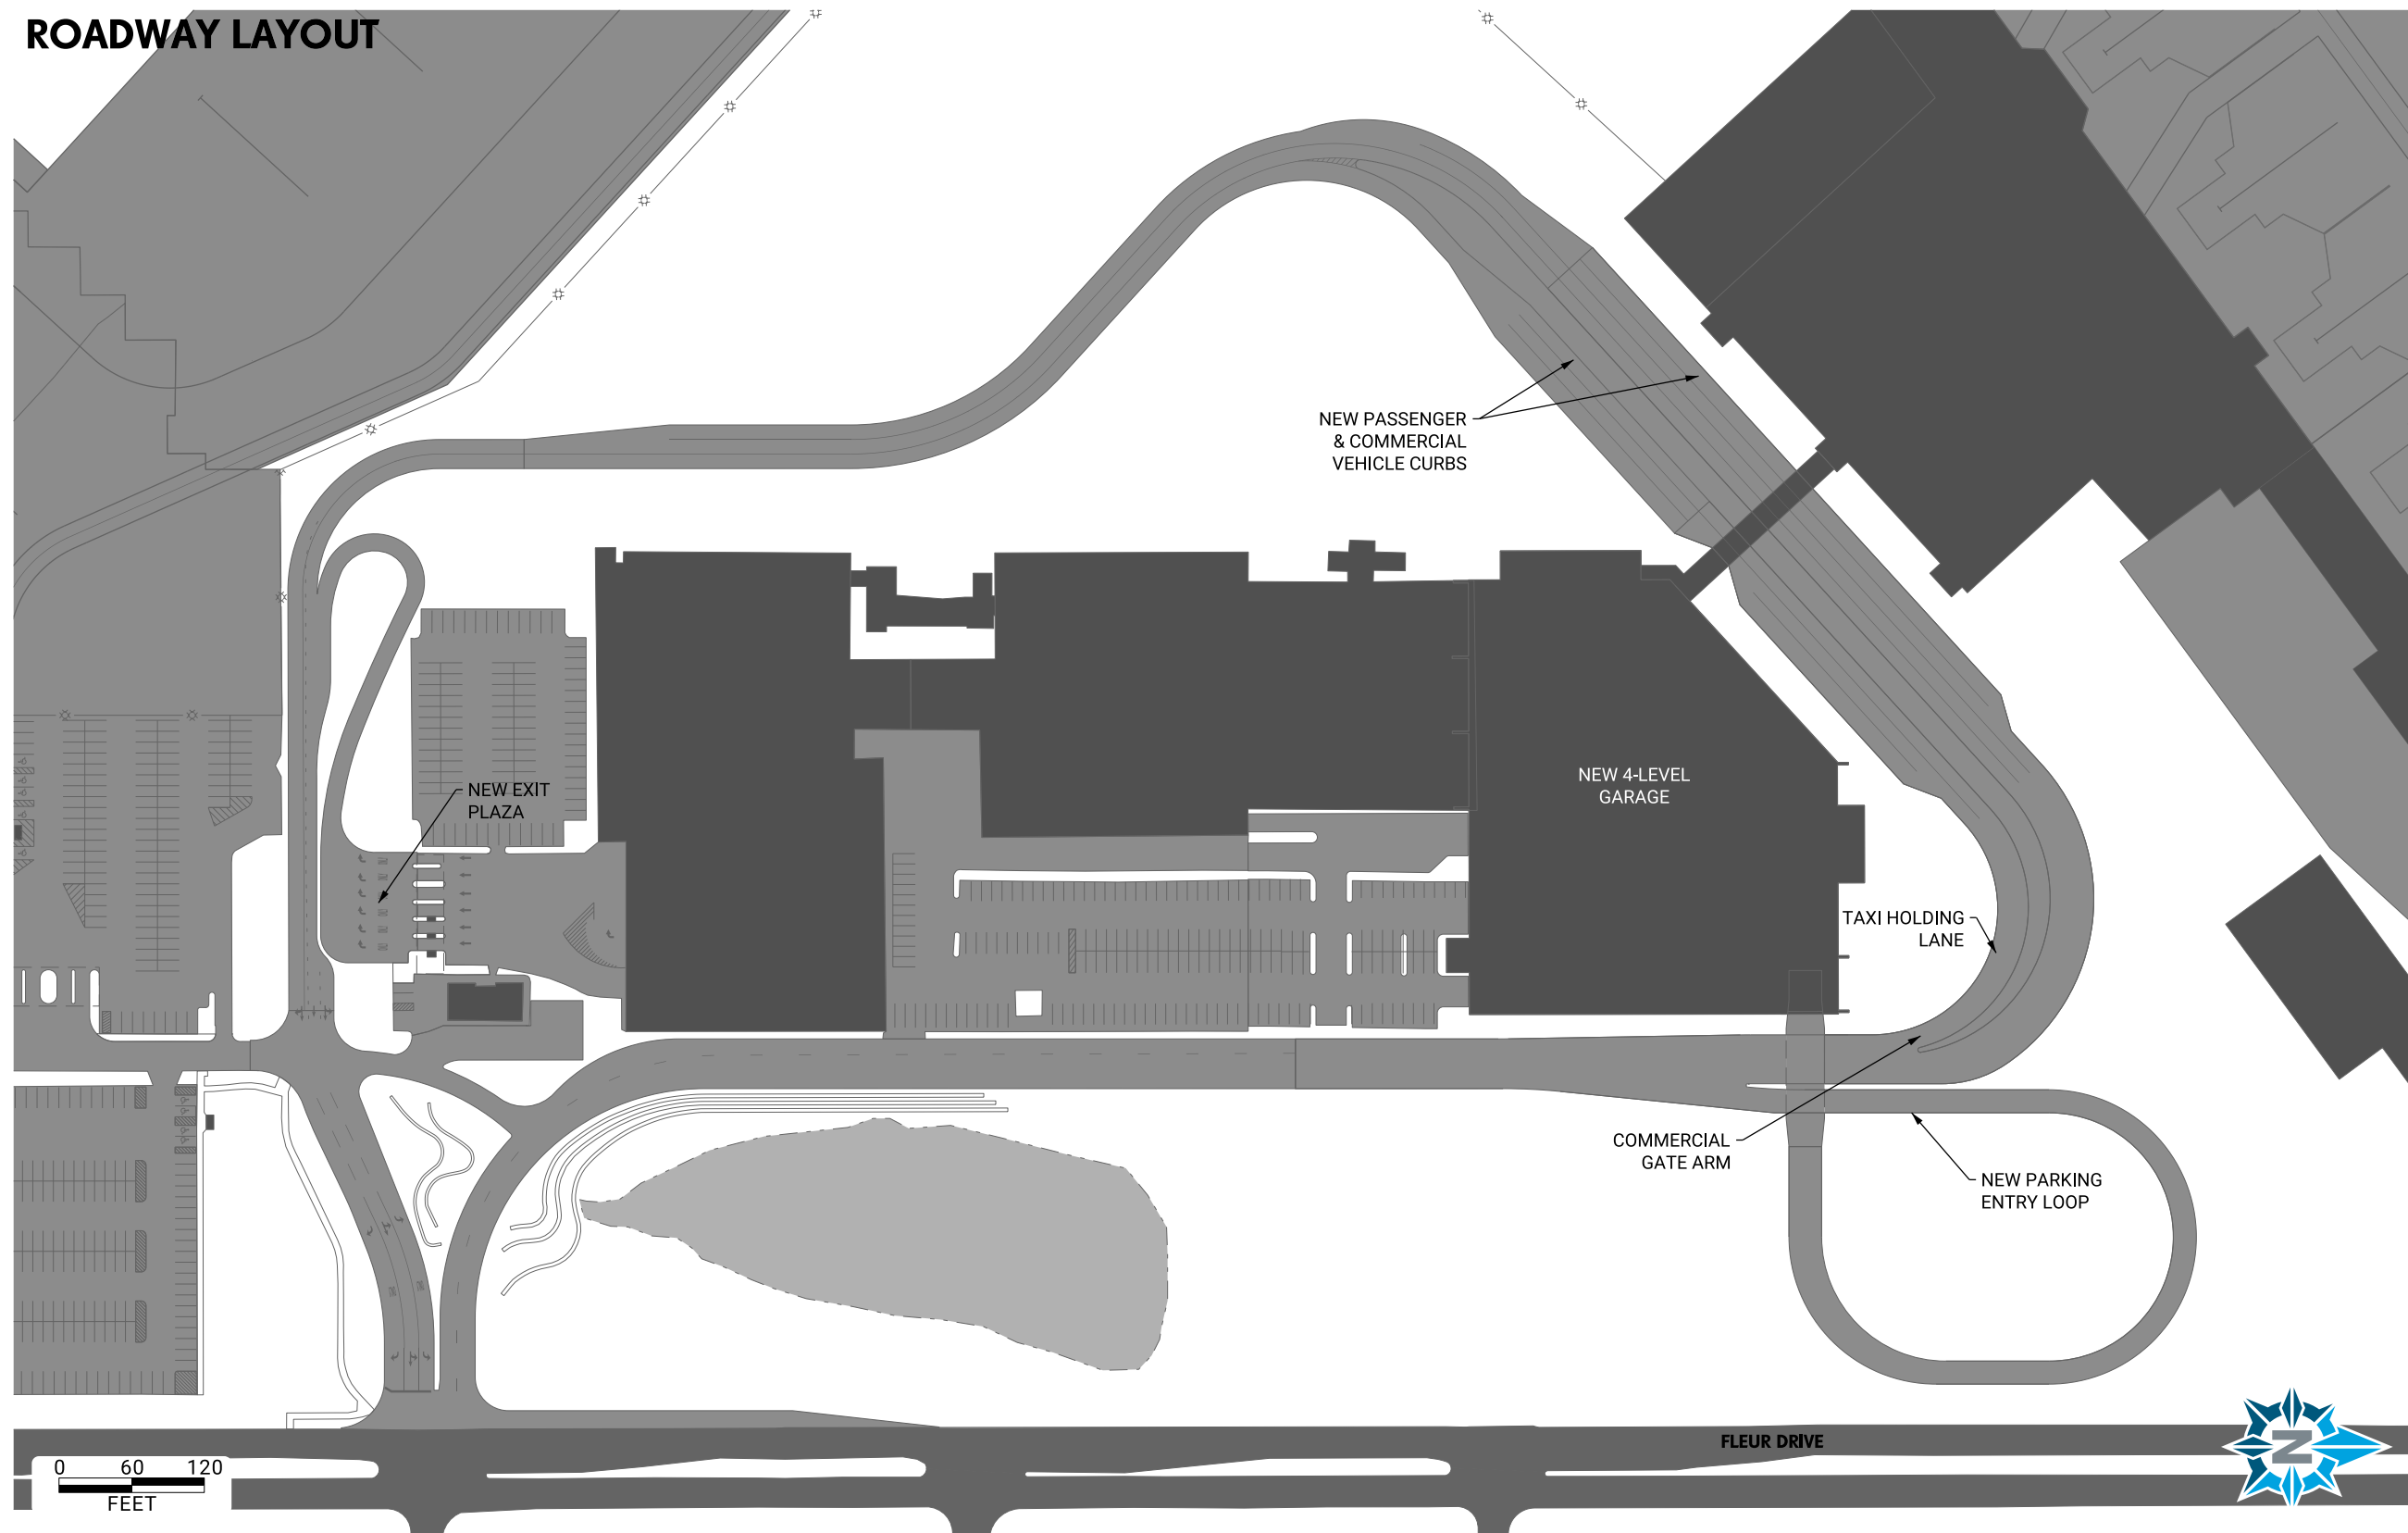 ROADWAY LAYOUT
NEW PASSENGER
& COMMERCIAL
VEHICLE CURBS
NEW EXIT
PLAZA
NEW 4-LEVEL
GARAGE
TAXI HOLDING
LANE
COMMERCIAL
GATE ARM
NEW PARKING
ENTRY LOOP
FLEUR DRIVE
0 60 120
FEET
N